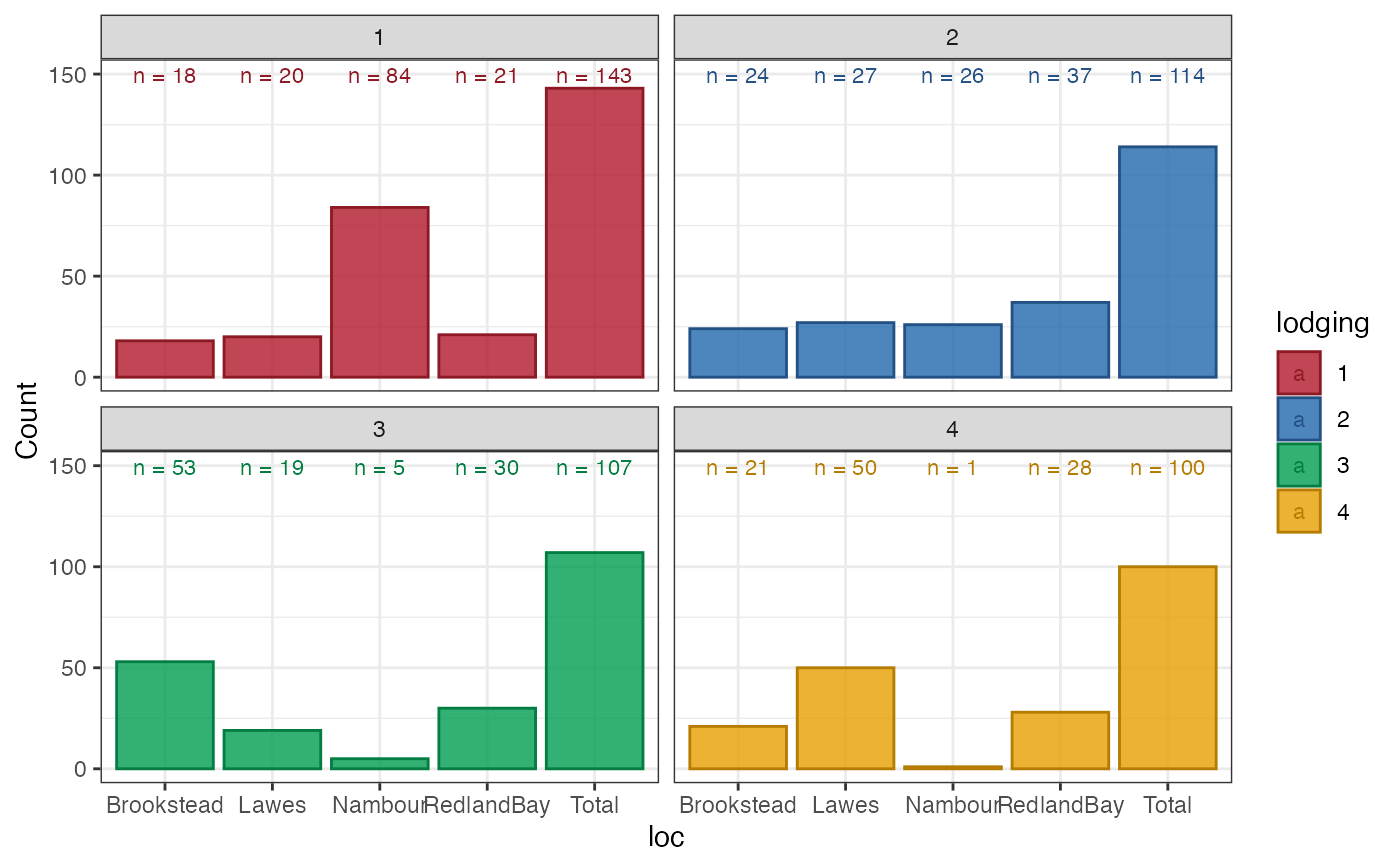 1
2
n = 18 n = 20 n = 84 n = 21 n = 143
n = 24 n = 27 n = 26 n = 37 n = 114
150
100
50
0
3
4
n = 53 n = 19 n = 5 n = 30 n = 107
n = 21 n = 50 n = 1 n = 28 n = 100
150
100
50
0
Brookstead Lawes Nambour RedlandBay Total
Brookstead Lawes Nambour RedlandBay Total
loc
Count
lodging
a 1
a 2
a 3
a 4